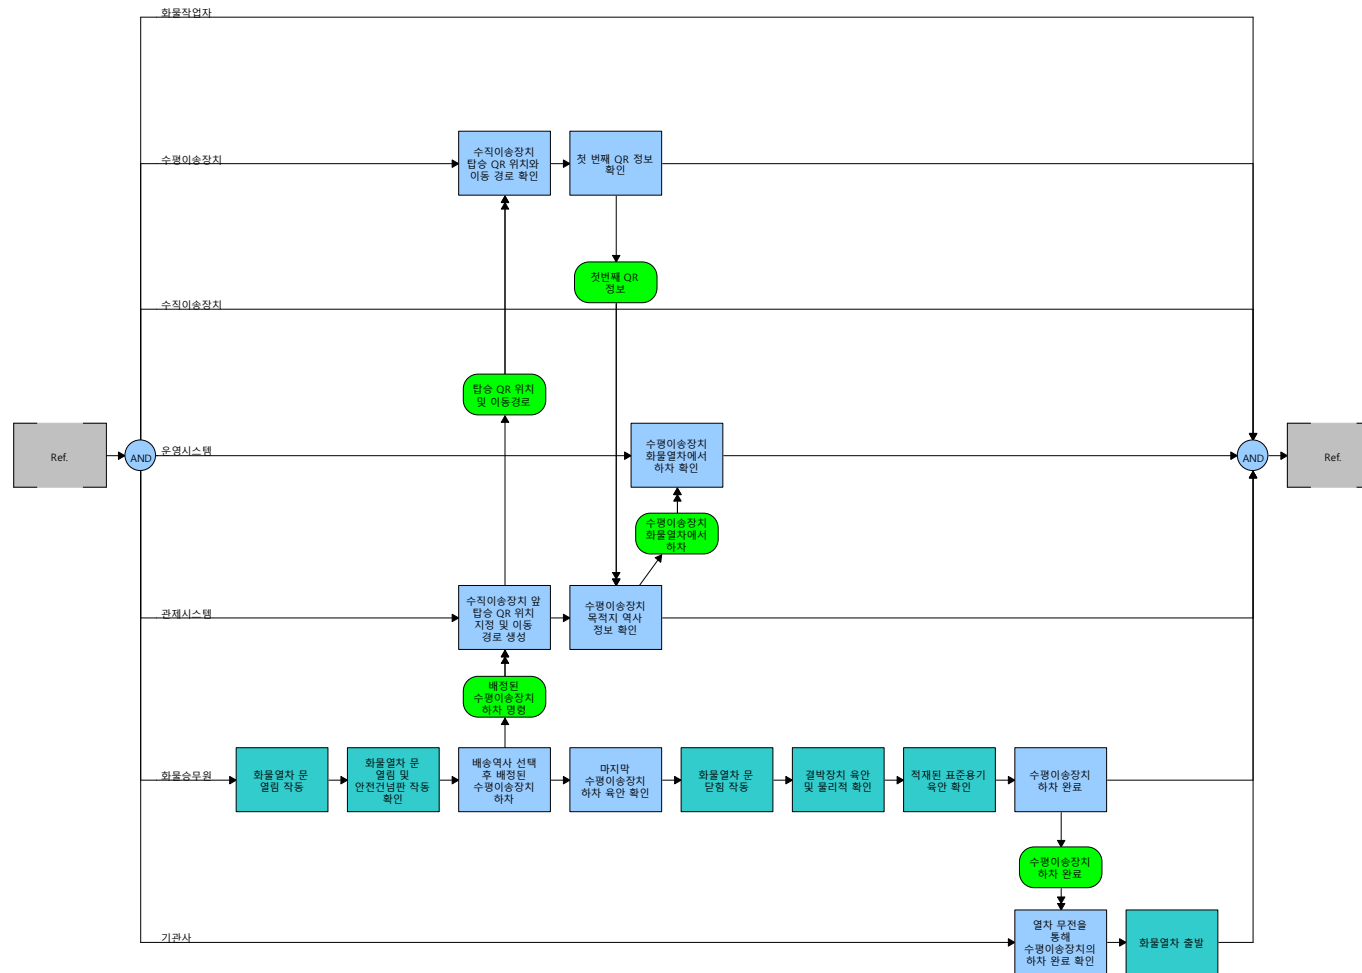 화물작업자
수평이송장치
수직이송장치
탑승 QR 위치와
이동 경로 확인
첫 번째 QR 정보
확인
첫번째 QR
정보
수직이송장치
탑승 QR 위치
및 이동경로
Ref.
AND
운영시스템
수평이송장치
화물열차에서
하차 확인
AND
Ref.
수평이송장치
화물열차에서
하차
관제시스템
수직이송장치 앞
탑승 QR 위치
지정 및 이동
경로 생성
수평이송장치
목적지 역사
정보 확인
배정된
수평이송장치
하차 명령
화물승무원
화물열차 문
열림 작동
화물열차 문
열림 및
안전건넘판 작동
확인
배송역사 선택
후 배정된
수평이송장치
하차
마지막
수평이송장치
하차 육안 확인
화물열차 문
닫힘 작동
결박장치 육안
및 물리적 확인
적재된 표준용기
육안 확인
수평이송장치
하차 완료
수평이송장치
하차 완료
기관사
열차 무전을
통해
수평이송장치의
하차 완료 확인
화물열차 출발